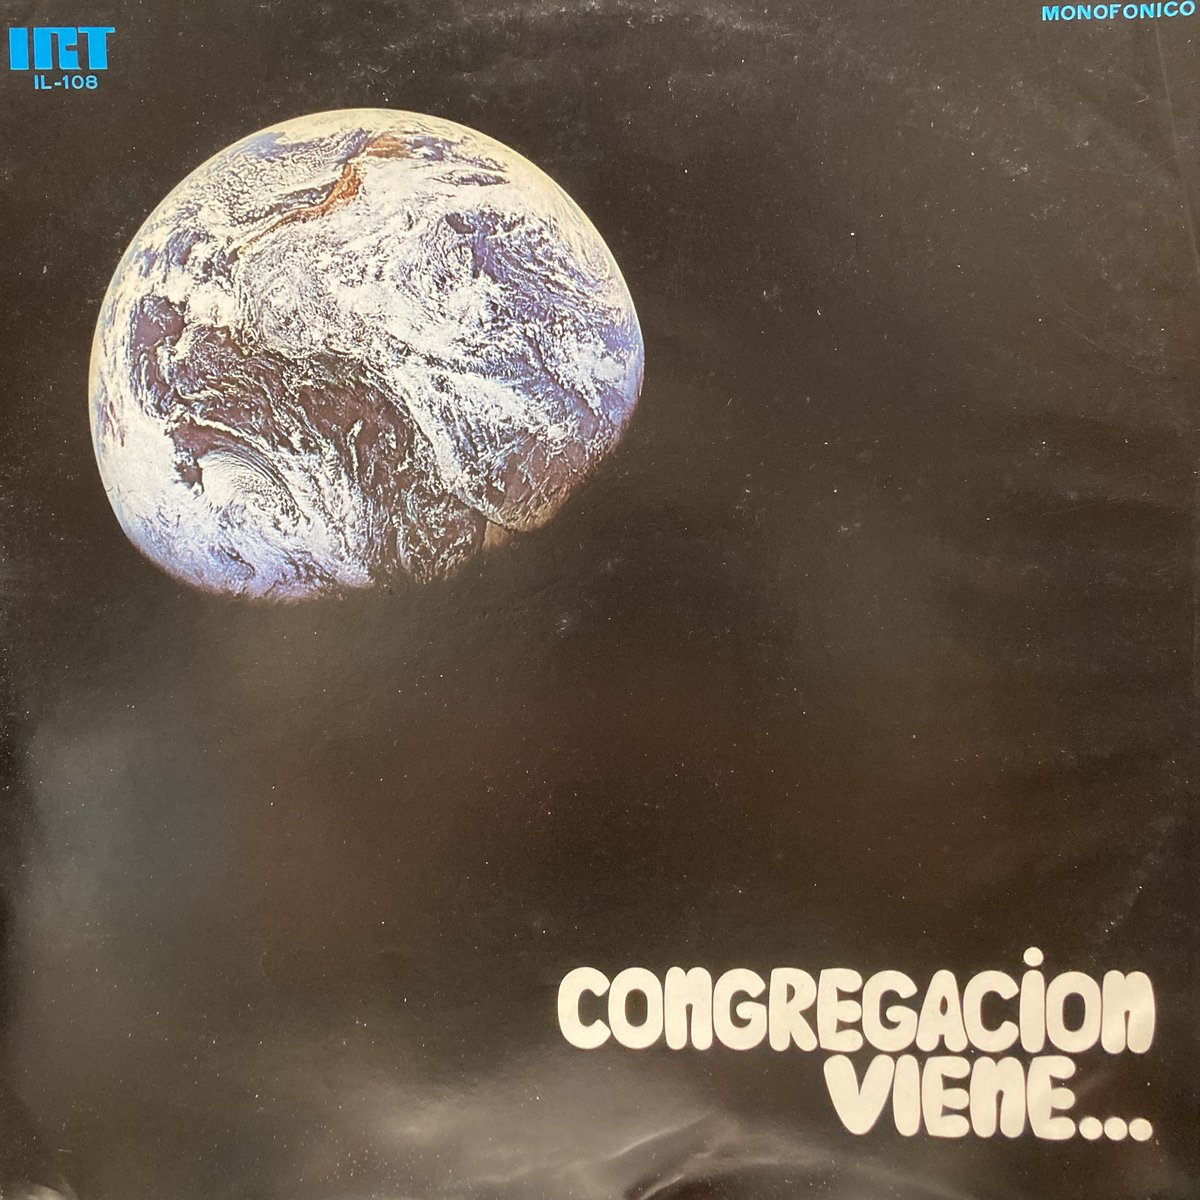 IRT
IL-108
MONOFONICO
CONGREGACION
VIENE...